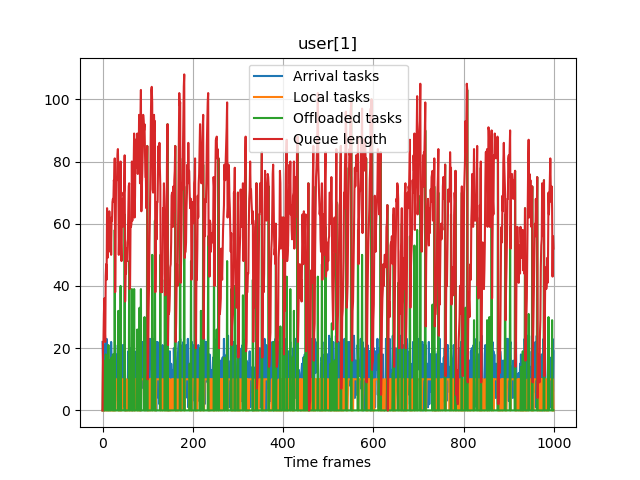 user[1]
Arrival tasks
Local tasks
Offloaded tasks
Queue length
100
80
60
40
20
0
0 200 400 600 800 1000
Time frames